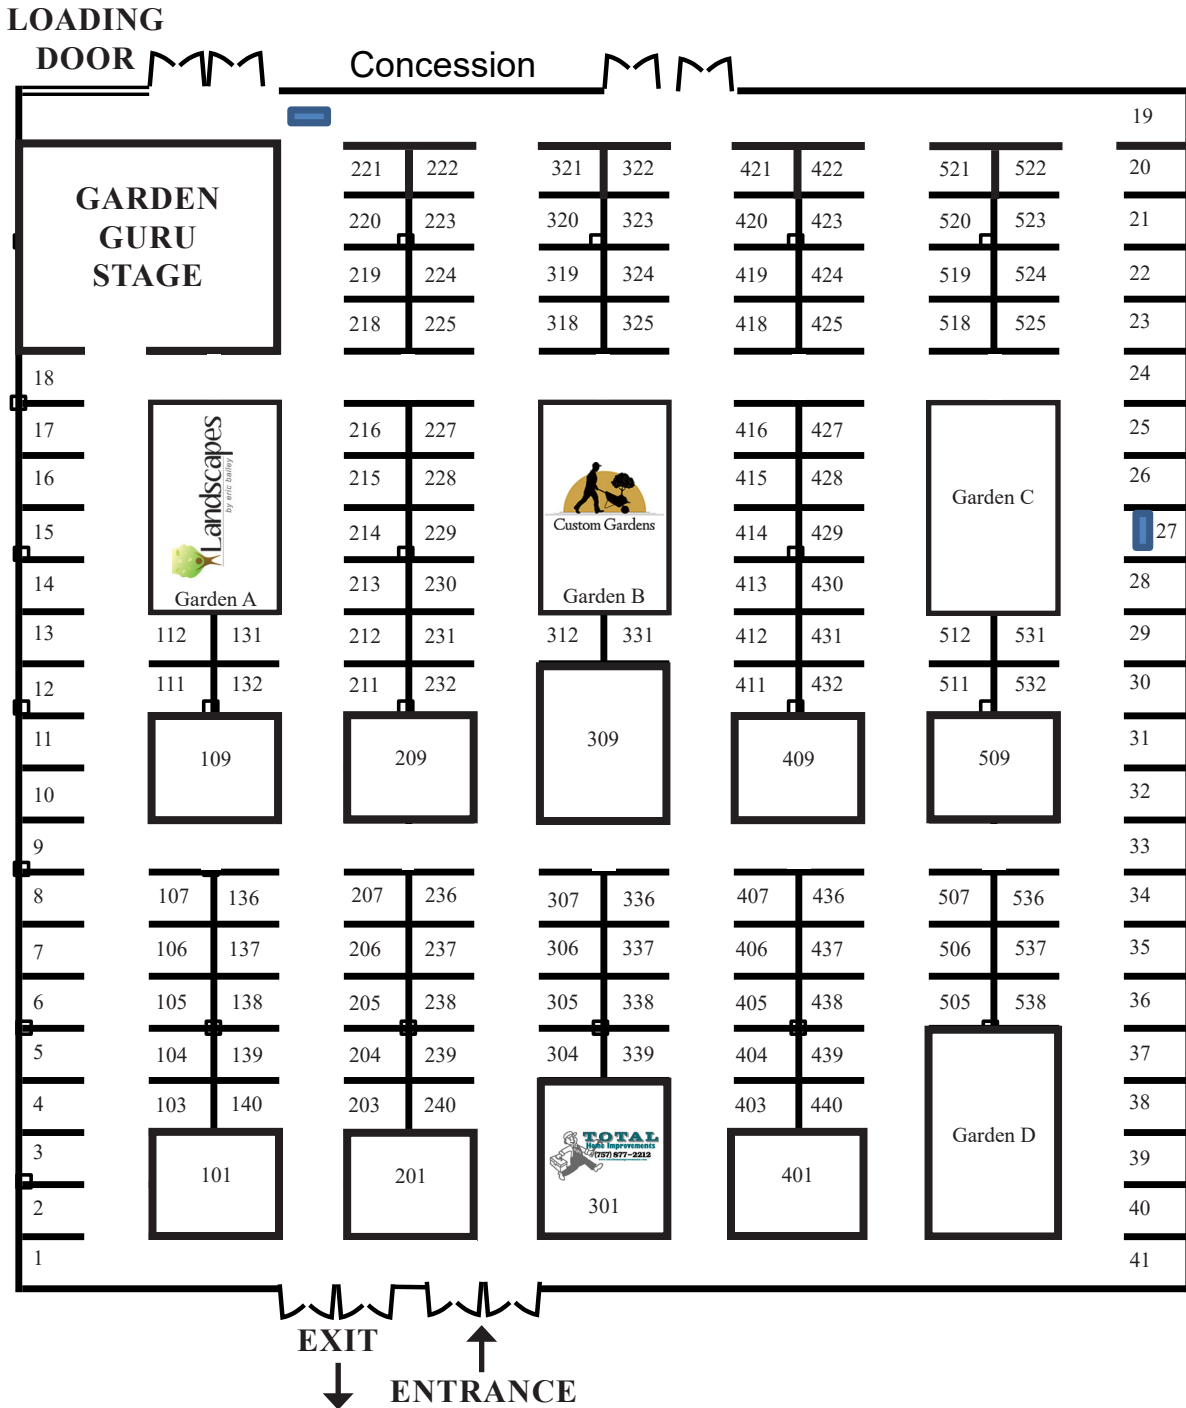 LOADING
DOOR
Concession
19
221 222 321 322 421 422 521 522 20
GARDEN
GURU
STAGE
220 223 320 323 420 423 520 523 21
219 224 319 324 419 424 519 524 22
218 225 318 325 418 425 518 525 23
18 24
17 216 227 416 427 25
16 215 228 415 428 26
Landscapes
by eric bailey
Custom Gardens
Garden C
15 214 229 414 429 27
14 213 230 413 430 28
Garden A
Garden B
13 112 131 212 231 312 331 412 431 512 531 29
12 111 132 211 232 411 432 511 532 30
11 109 209 309 409 509 31
10 32
9 33
8 107 136 207 236 307 336 407 436 507 536 34
7 106 137 206 237 306 337 406 437 506 537 35
6 105 138 205 238 305 338 405 438 505 538 36
5 104 139 204 239 304 339 404 439 37
4 103 140 203 240 403 440 38
TOTAL
Home Improvements
(757) 877-2212
Garden D
3 39
101 201 401
2 301 40
1 41
EXIT
ENTRANCE